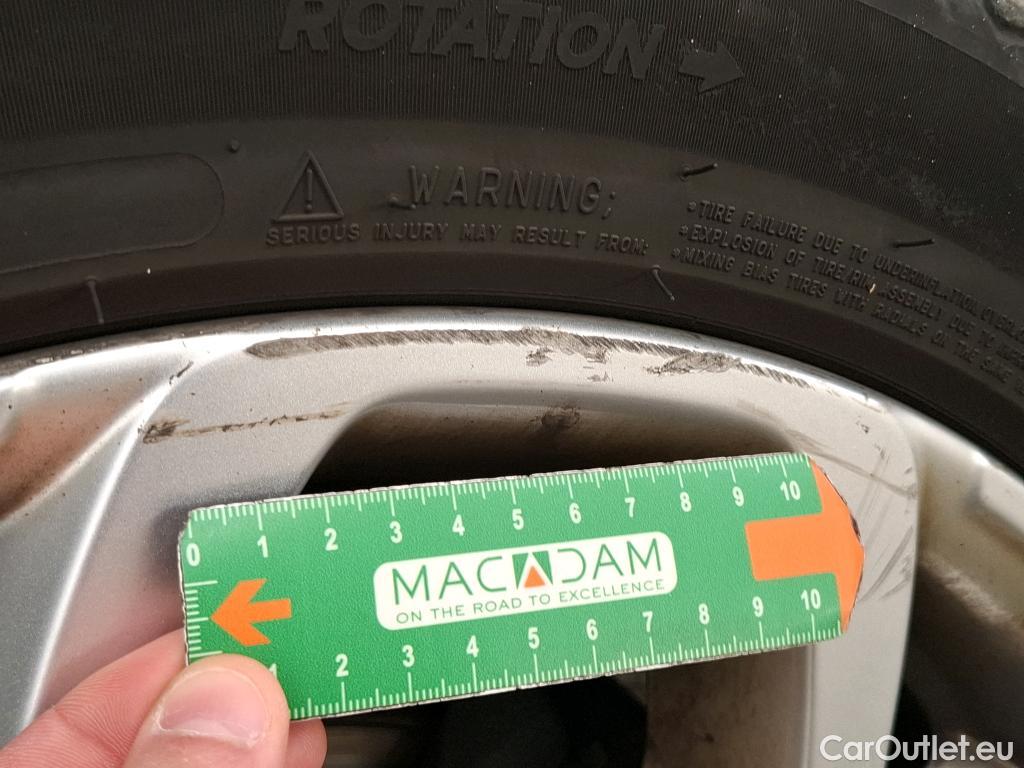 ROTATION
WARNING;
SERIOUS INJURY MAY RESULT FROM:
•TIRE FAILURE DUE TO UNDERINFLATION
•EXPLOSION OF TIRE/RIM ASSEMBLY DUE TO
•MIXING BIAS TIRES WITH RADIALS ON THE SAME
0 1 2 3 4 5 6 7 8 9 10
MACADAM
ON THE ROAD TO EXCELLENCE
1 2 3 4 5 6 7 8 9 10
CarOutlet.eu